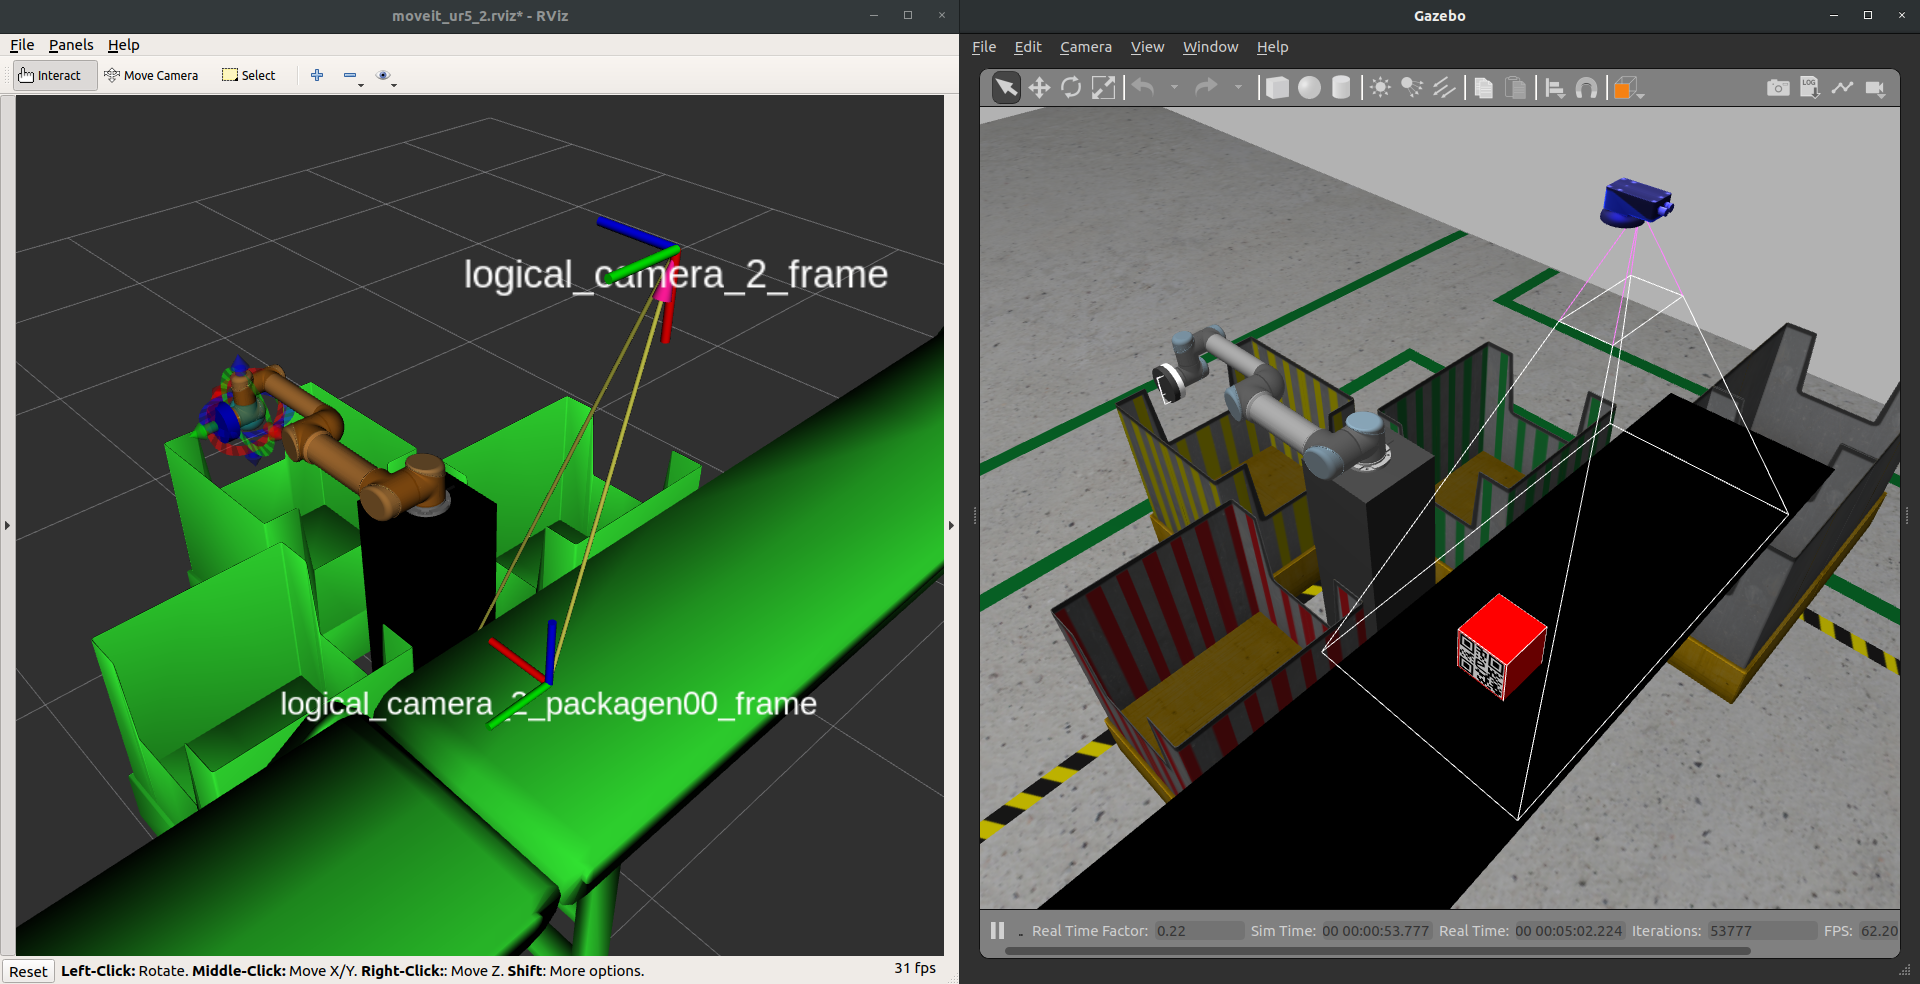 moveit_ur5_2.rviz* - RViz
File Panels Help
Interact Move Camera Select
logical_camera_2_frame
logical_camera_2_packagen00_frame
Reset Left-Click: Rotate. Middle-Click: Move X/Y. Right-Click:: Move Z. Shift: More options. 31 fps
Gazebo
File Edit Camera View Window Help
LOG
Real Time Factor: 0.22 Sim Time: 00 00:00:53.777 Real Time: 00 00:05:02.224 Iterations: 53777 FPS: 62.20